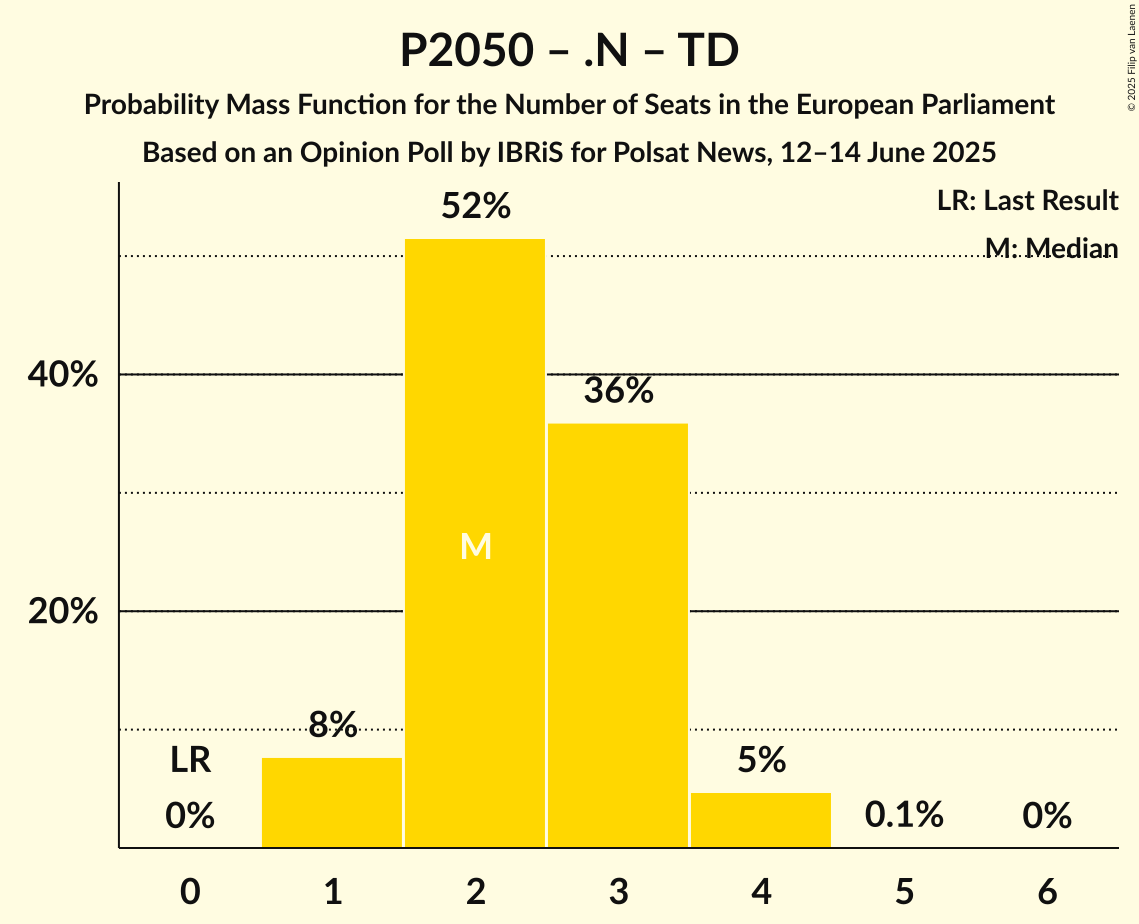 P2050 – .N – TD
Probability Mass Function for the Number of Seats in the European Parliament
Based on an Opinion Poll by IBRiS for Polsat News, 12–14 June 2025
© 2025 Filip van Laenen
LR: Last Result
M: Median
52%
40%
36%
M
20%
8%
LR
5%
0%
0.1%
0%
0 1 2 3 4 5 6